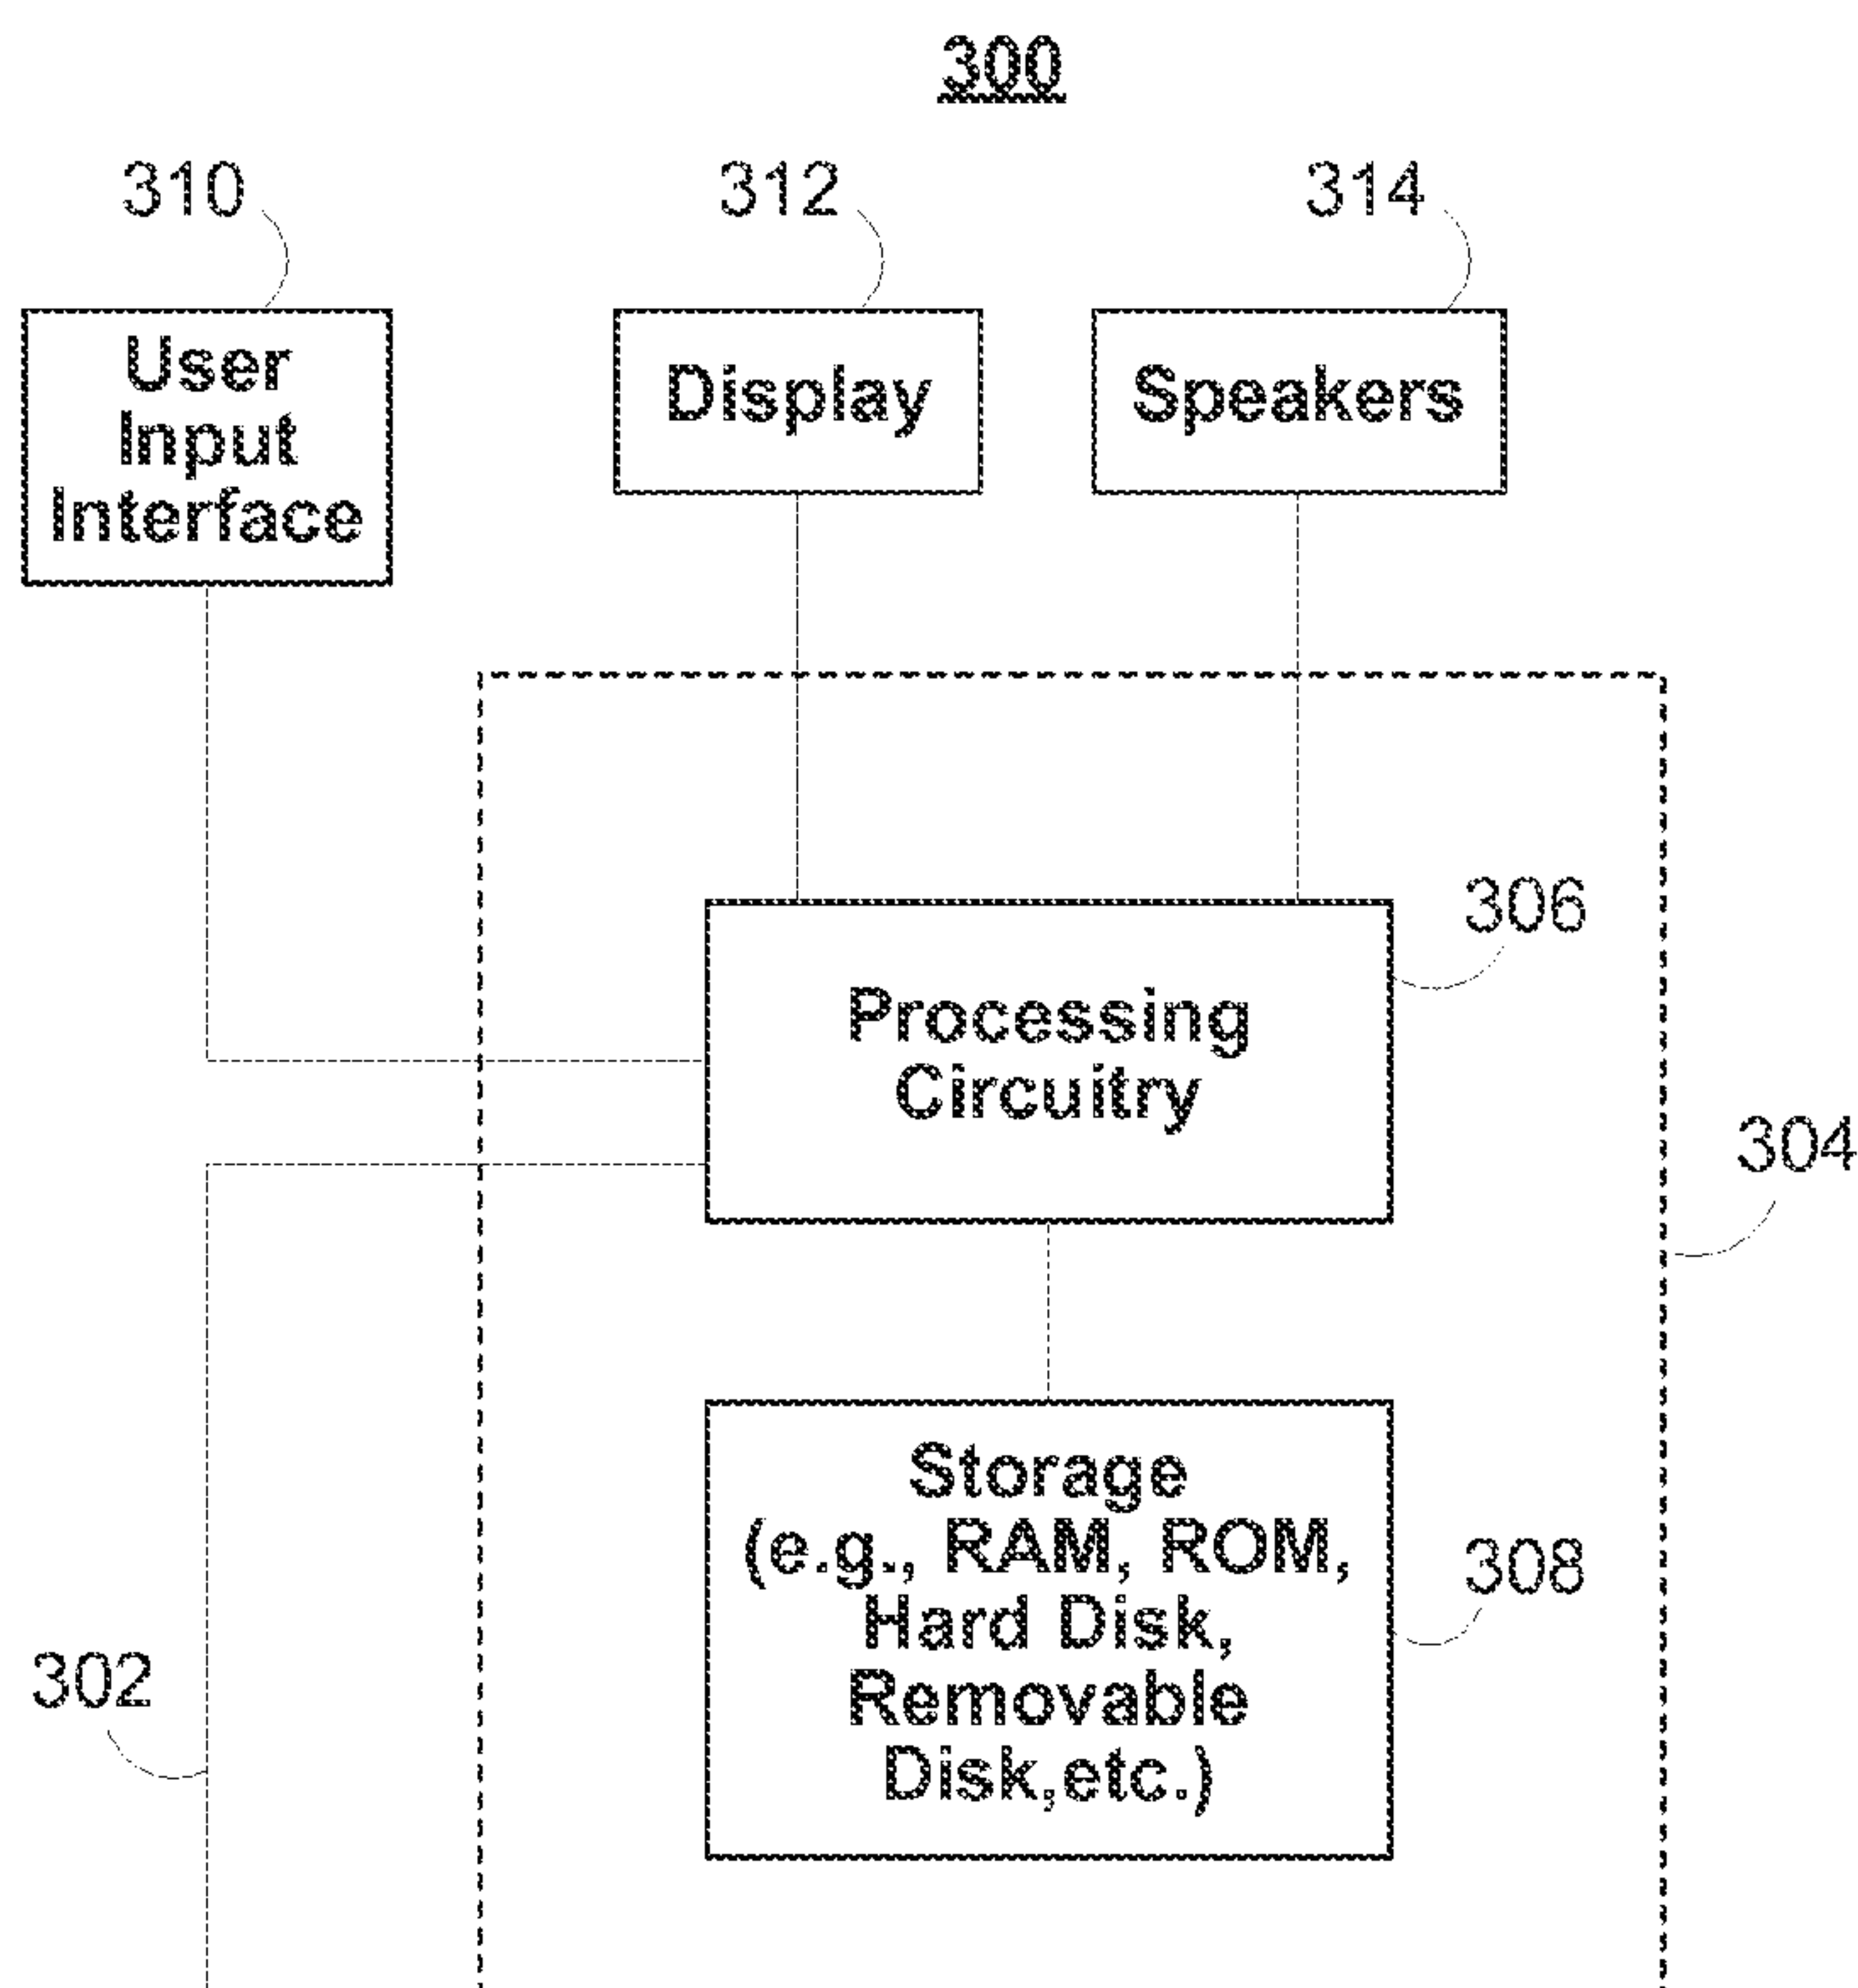 300
310
312
314
User
Input
Interface
Display
Speakers
306
Processing
Circuitry
304
Storage
(e.g., RAM, ROM,
Hard Disk,
Removable
Disk,etc.)
308
302